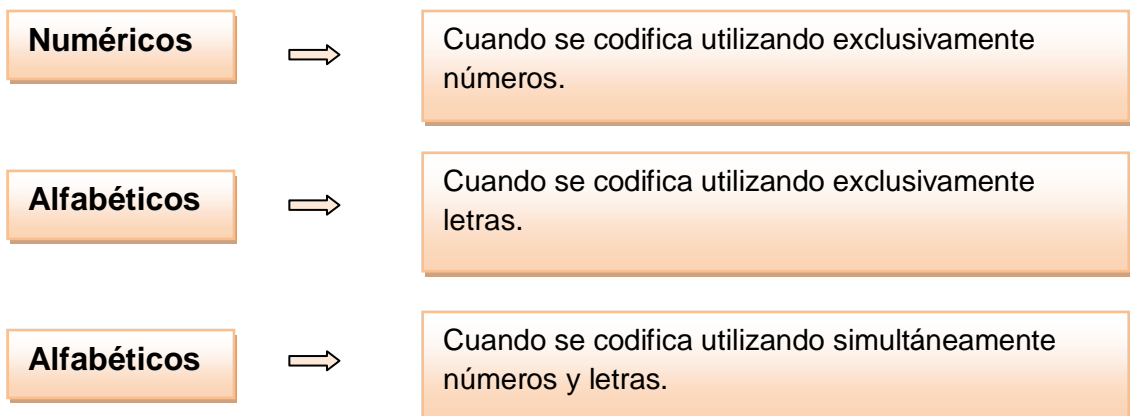 Numéricos
Cuando se codifica utilizando exclusivamente
números.
Alfabéticos
Cuando se codifica utilizando exclusivamente
letras.
Alfabéticos
Cuando se codifica utilizando simultáneamente
números y letras.